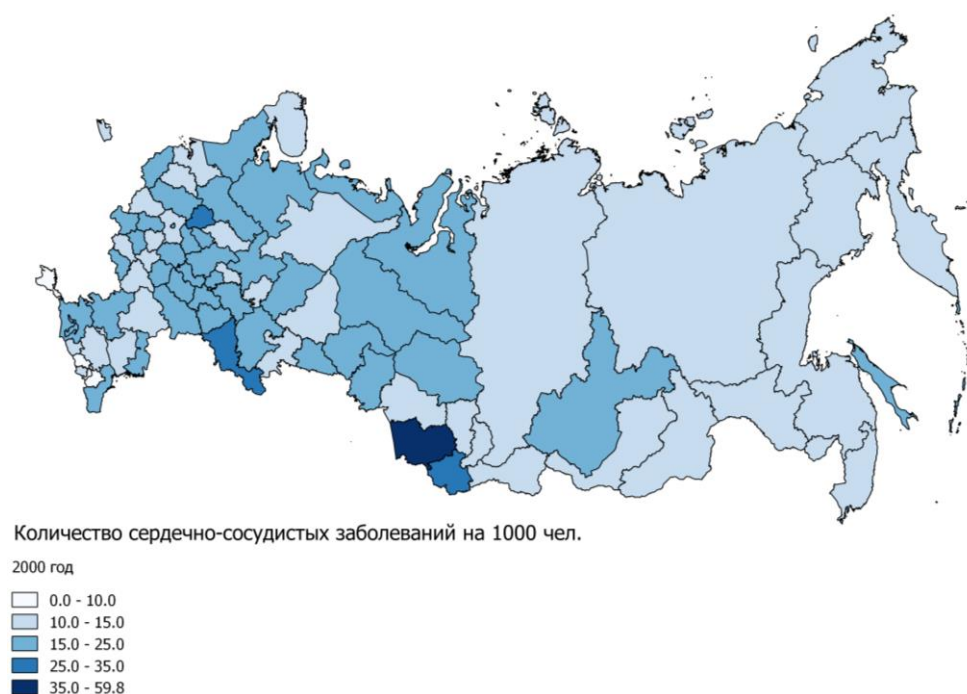 Количество сердечно-сосудистых заболеваний на 1000 чел.
2000 год
0.0 - 10.0
10.0 - 15.0
15.0 - 25.0
25.0 - 35.0
35.0 - 59.8